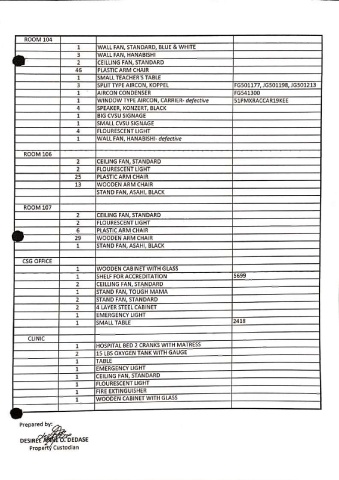 ROOM 104
1 WALL FAN, STANDARD, BLUE & WHITE
3 WALL FAN, HANABISHI
2 CEILLING FAN, STANDARD
46 PLASTIC ARM CHAIR
1 SMALL TEACHER'S TABLE
3 SPLIT TYPE AIRCON, KOPPEL FG501177, JG501198, JG501213
1 AIRCON CONDENSER FG541300
1 WINDOW TYPE AIRCON, CARRIER- defective 51FMXRACCAR19KEE
4 SPEAKER, KONZERT, BLACK
1 BIG CVSU SIGNAGE
1 SMALL CVSU SIGNAGE
4 FLOURESCENT LIGHT
1 WALL FAN, HANABISHI- defective
ROOM 106
2 CEILING FAN, STANDARD
2 FLOURESCENT LIGHT
25 PLASTIC ARM CHAIR
13 WOODEN ARM CHAIR
STAND FAN, ASAHI, BLACK
ROOM 107
2 CEILING FAN, STANDARD
2 FLOURESCENT LIGHT
6 PLASTIC ARM CHAIR
29 WOODEN ARM CHAIR
1 STAND FAN, ASAHI, BLACK
CSG OFFICE
1 WOODEN CABINET WITH GLASS
1 SHELF FOR ACCREDITATION 5699
2 CEILLING FAN, STANDARD
1 STAND FAN, TOUGH MAMA
2 STAND FAN, STANDARD
2 4 LAYER STEEL CABINET
1 EMERGENCY LIGHT
1 SMALL TABLE 2418
CLINIC
1 HOSPITAL BED 2 CRANKS WITH MATRESS
2 15 LBS OXYGEN TANK WITH GAUGE
1 TABLE
1 EMERGENCY LIGHT
1 CEILING FAN, STANDARD
1 FLOURESCENT LIGHT
1 FIRE EXTINGUISHER
1 WOODEN CABINET WITH GLASS
Prepared by:
DESIREE O. DEDASE
Property Custodian